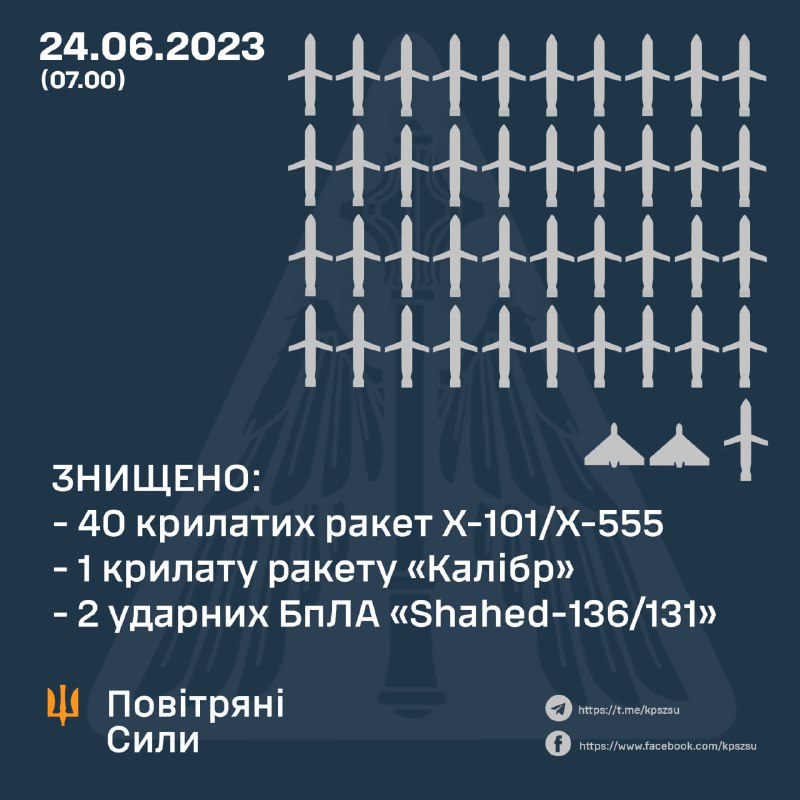 24.06.2023
(07.00)
ЗНИЩЕНО:
- 40 крилатих ракет Х-101/Х-555
- 1 крилату ракету «Калібр»
- 2 ударних БпЛА «Shahed-136/131»
Повітряні
Сили
https://t.me/kpszsu
https://www.facebook.com/kpszsu